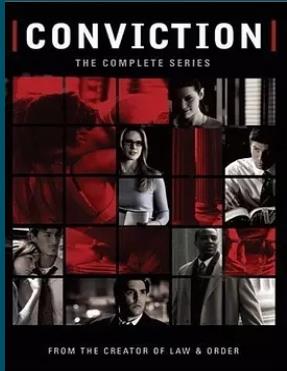 CONVICTION
THE COMPLETE SERIES
FROM THE CREATOR OF LAW & ORDER